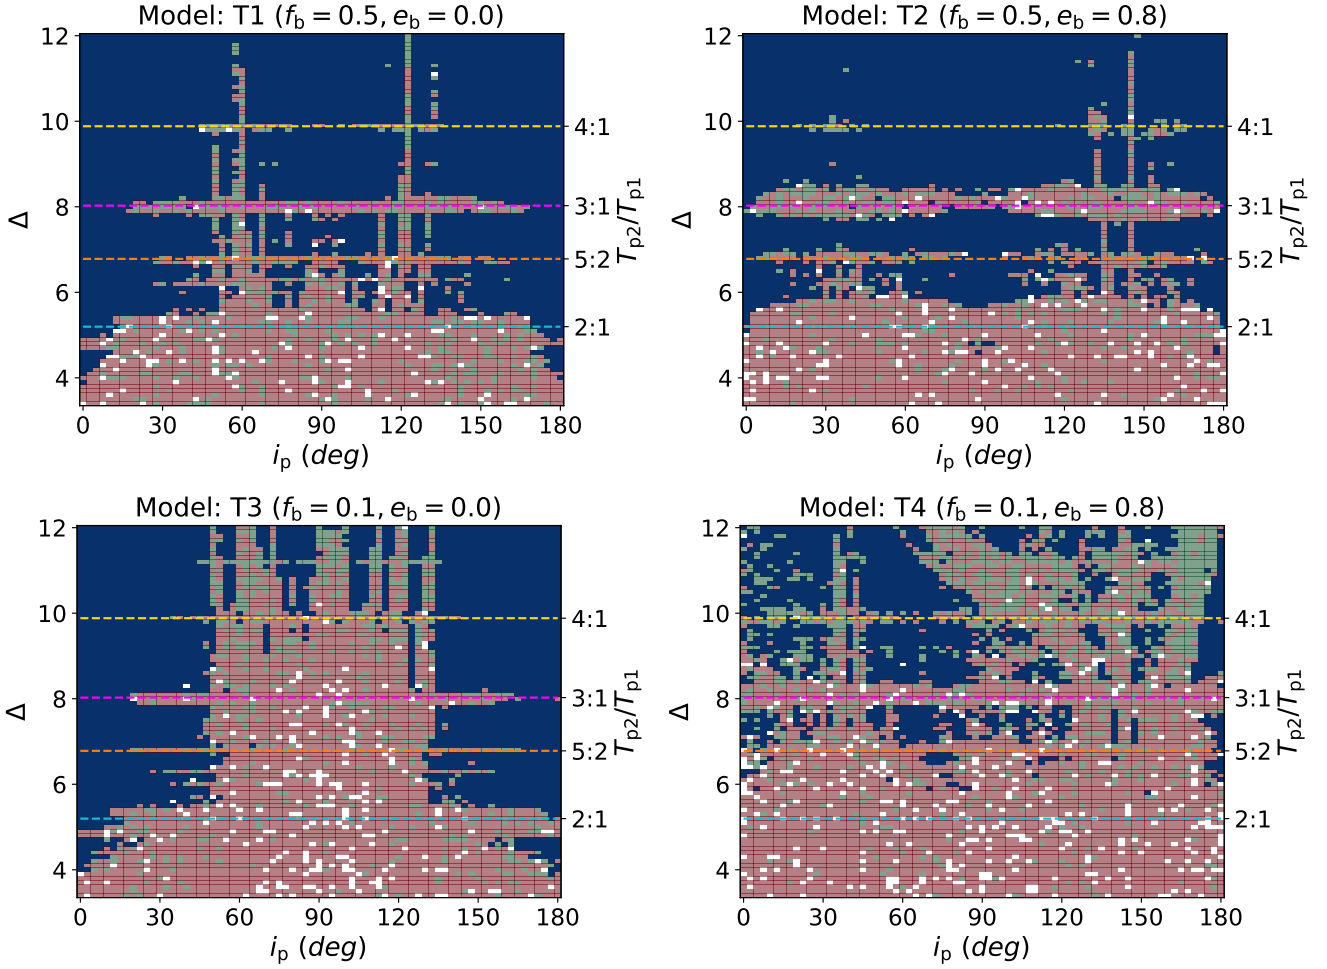 Model: T1 (f_b = 0.5, e_b = 0.0)
Model: T2 (f_b = 0.5, e_b = 0.8)
12
10
8
6
4
Δ
4:1
3:1
5:2
2:1
T_p2/T_p1
0 30 60 90 120 150 180
i_p (deg)
12
10
8
6
4
Δ
4:1
3:1
5:2
2:1
T_p2/T_p1
0 30 60 90 120 150 180
i_p (deg)
Model: T3 (f_b = 0.1, e_b = 0.0)
Model: T4 (f_b = 0.1, e_b = 0.8)
12
10
8
6
4
Δ
4:1
3:1
5:2
2:1
T_p2/T_p1
0 30 60 90 120 150 180
i_p (deg)
12
10
8
6
4
Δ
4:1
3:1
5:2
2:1
T_p2/T_p1
0 30 60 90 120 150 180
i_p (deg)